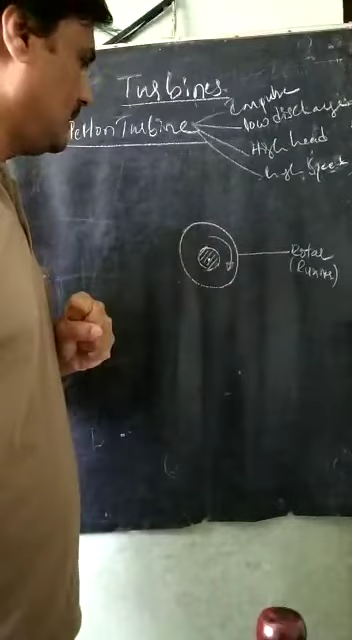 Turbines
Pelton Turbine
Impulse
low discharge
High head
high speed
Rotor
(Runner)